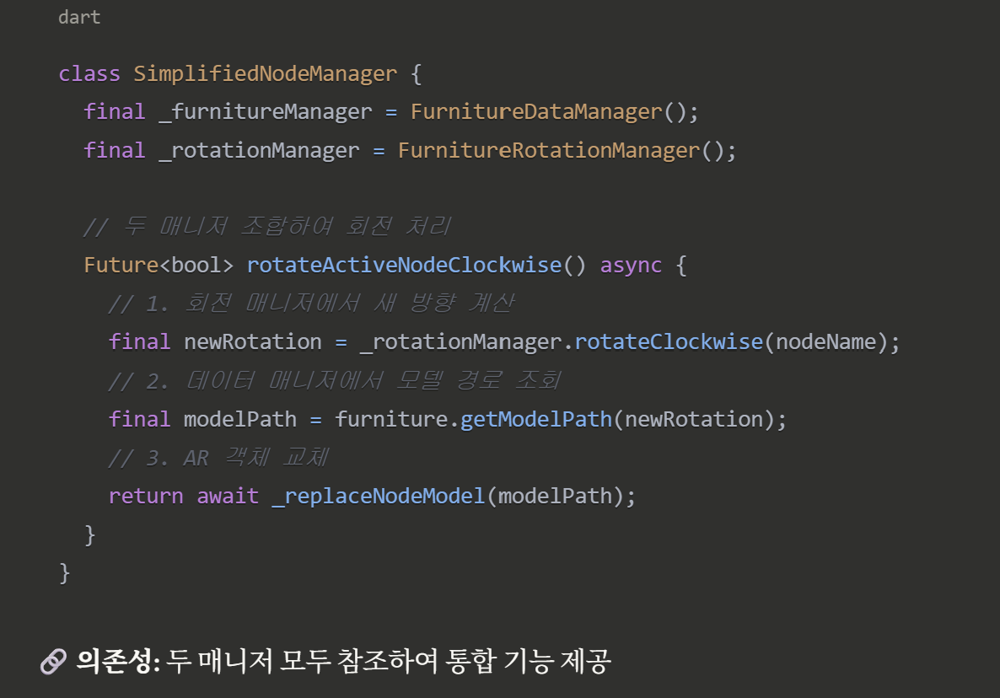 dart
class SimplifiedNodeManager {
  final _furnitureManager = FurnitureDataManager();
  final _rotationManager = FurnitureRotationManager();
  // 두 매니저 조합하여 회전 처리
  Future<bool> rotateActiveNodeClockwise() async {
    // 1. 회전 매니저에서 새 방향 계산
    final newRotation = _rotationManager.rotateClockwise(nodeName);
    // 2. 데이터 매니저에서 모델 경로 조회
    final modelPath = furniture.getModelPath(newRotation);
    // 3. AR 객체 교체
    return await _replaceNodeModel(modelPath);
  }
}
🔗 의존성: 두 매니저 모두 참조하여 통합 기능 제공